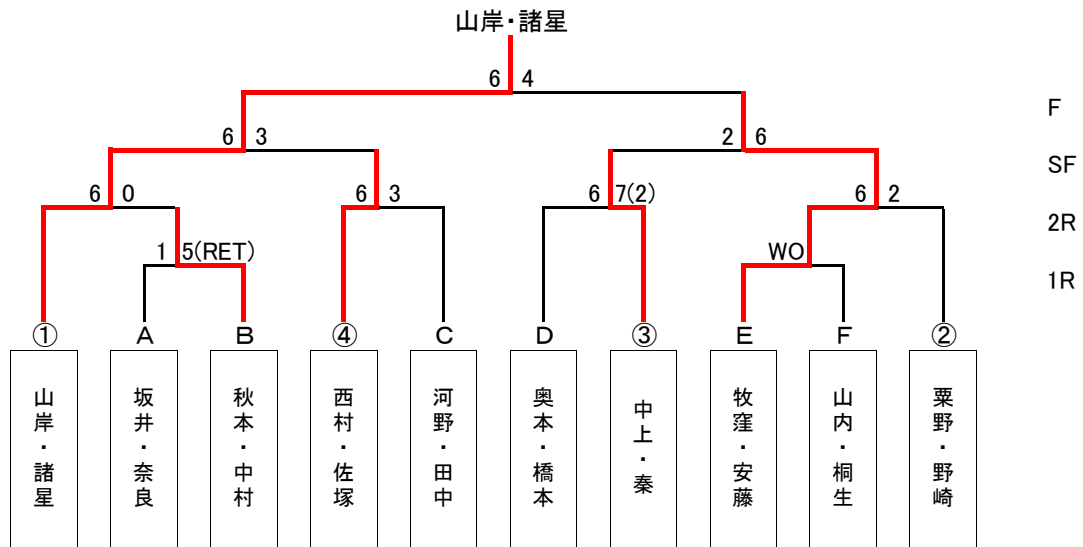 山岸・諸星
6 4
F
6 3
2 6
SF
6 0
6 3
6 7(2)
6 2
2R
1 5(RET)
WO
1R
① A B ④ C D ③ E F ②
山岸・諸星
坂井・奈良
秋本・中村
西村・佐塚
河野・田中
奥本・橋本
中上・秦
牧窪・安藤
山内・桐生
粟野・野崎